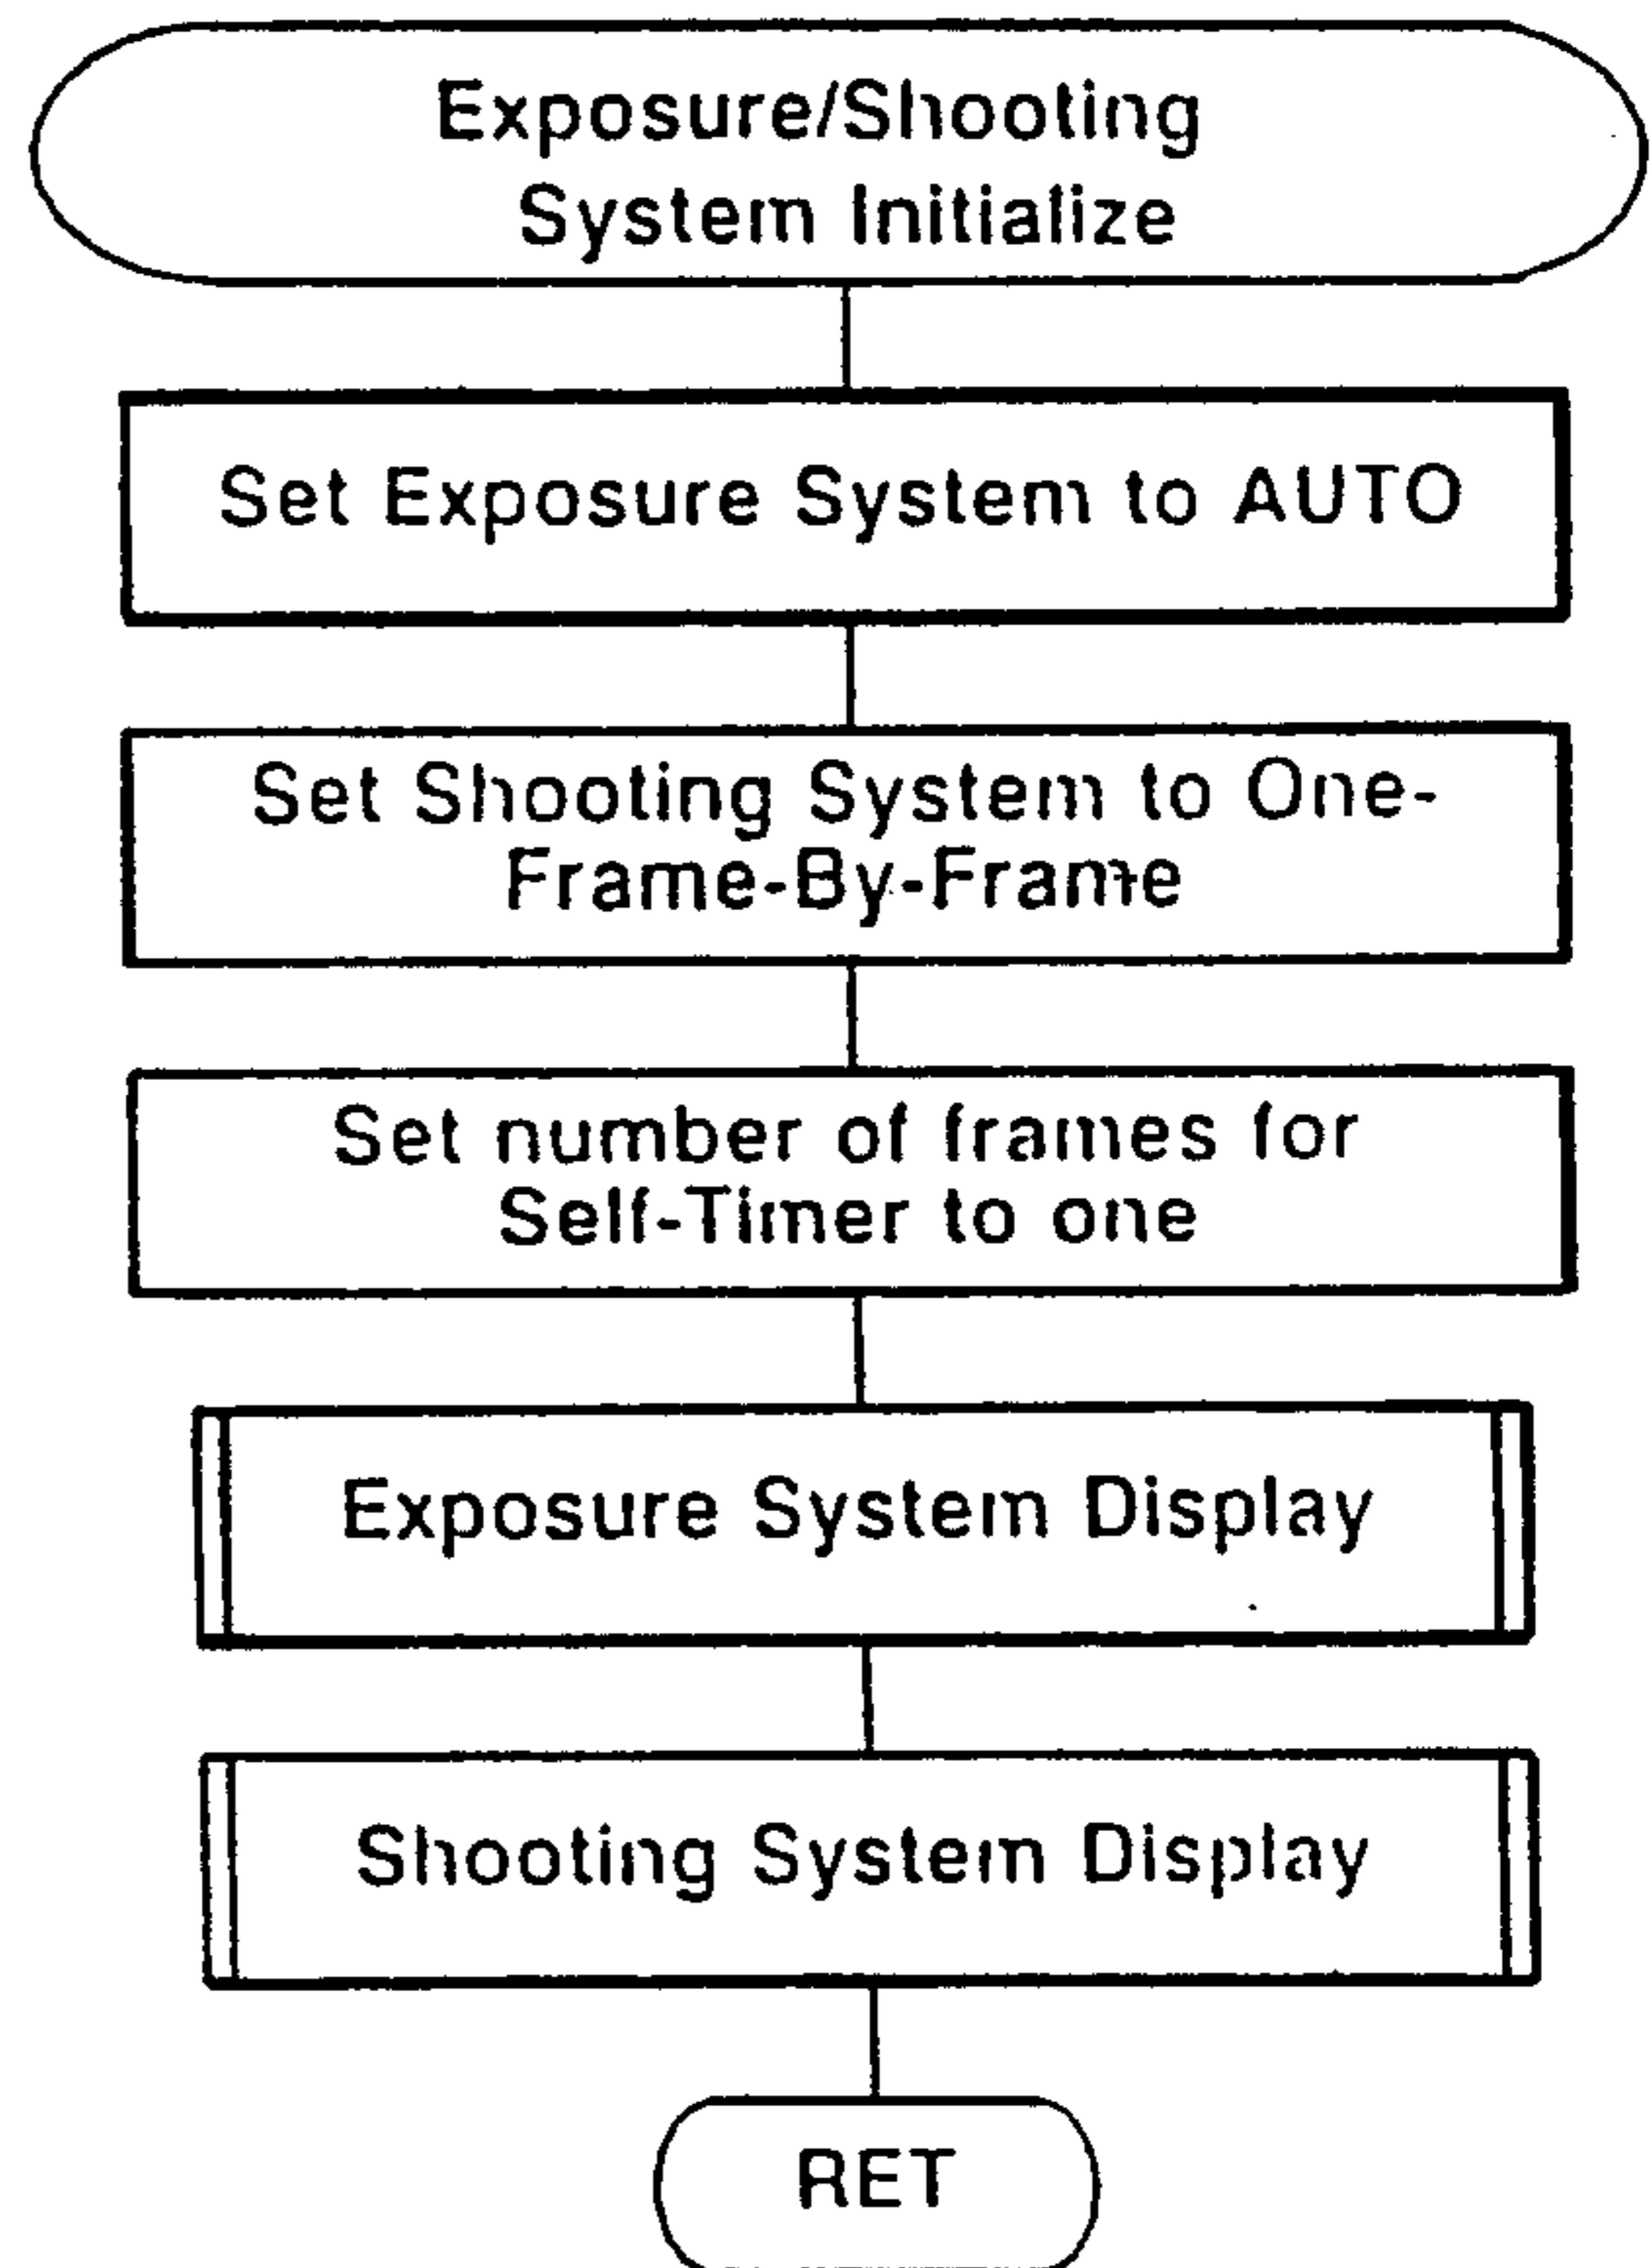 Exposure/Shooting
System Initialize
Set Exposure System to AUTO
Set Shooting System to One-
Frame-By-Frame
Set number of frames for
Self-Timer to one
Exposure System Display
Shooting System Display
RET